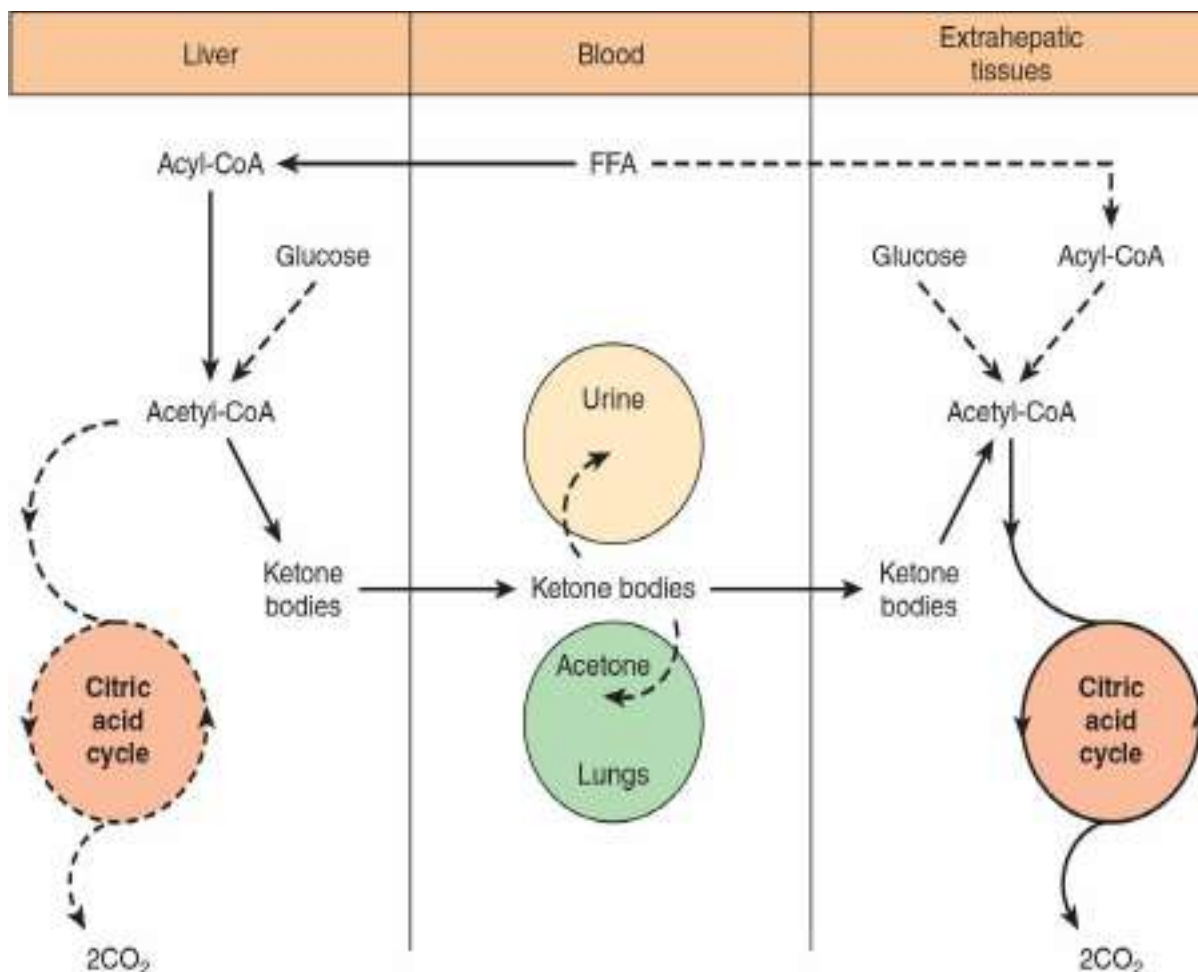 Liver
Blood
Extrahepatic
tissues
Acyl-CoA
FFA
Glucose
Glucose
Acyl-CoA
Acetyl-CoA
Urine
Acetyl-CoA
Ketone
bodies
Ketone bodies
Ketone
bodies
Citric
acid
cycle
Acetone
Lungs
Citric
acid
cycle
2CO₂
2CO₂